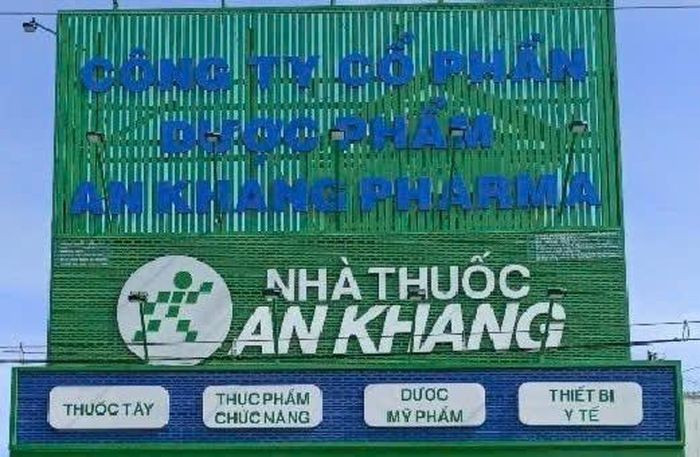 CÔNG TY CỔ PHẦN
DƯỢC PHẨM
AN KHANG PHARMA
NHÀ THUỐC
AN KHANG
THUỐC TÂY
THỰC PHẨM
CHỨC NĂNG
DƯỢC
MỸ PHẨM
THIẾT BỊ
Y TẾ